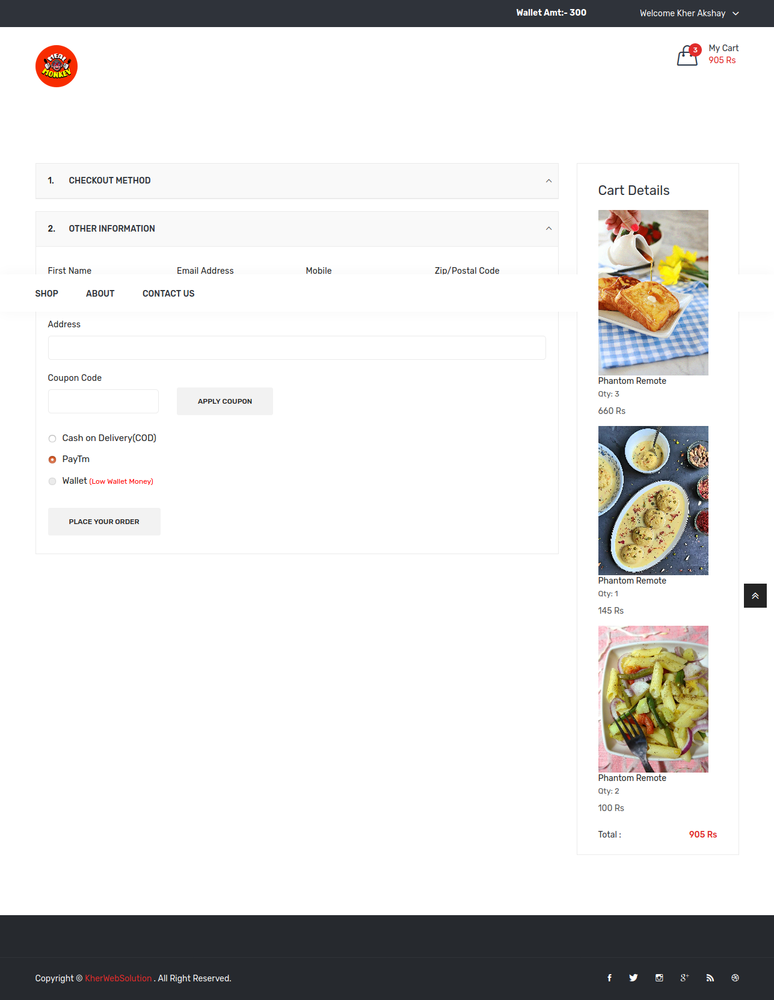 Wallet Amt:- 300
Welcome Kher Akshay
MEAL
MONKEY
3
My Cart
905 Rs
1. CHECKOUT METHOD
2. OTHER INFORMATION
First Name
Email Address
Mobile
Zip/Postal Code
SHOP
ABOUT
CONTACT US
Address
Coupon Code
APPLY COUPON
Cash on Delivery(COD)
PayTm
Wallet (Low Wallet Money)
PLACE YOUR ORDER
Cart Details
Phantom Remote
Qty: 3
660 Rs
Phantom Remote
Qty: 1
145 Rs
Phantom Remote
Qty: 2
100 Rs
Total : 905 Rs
Copyright © KherWebSolution . All Right Reserved.